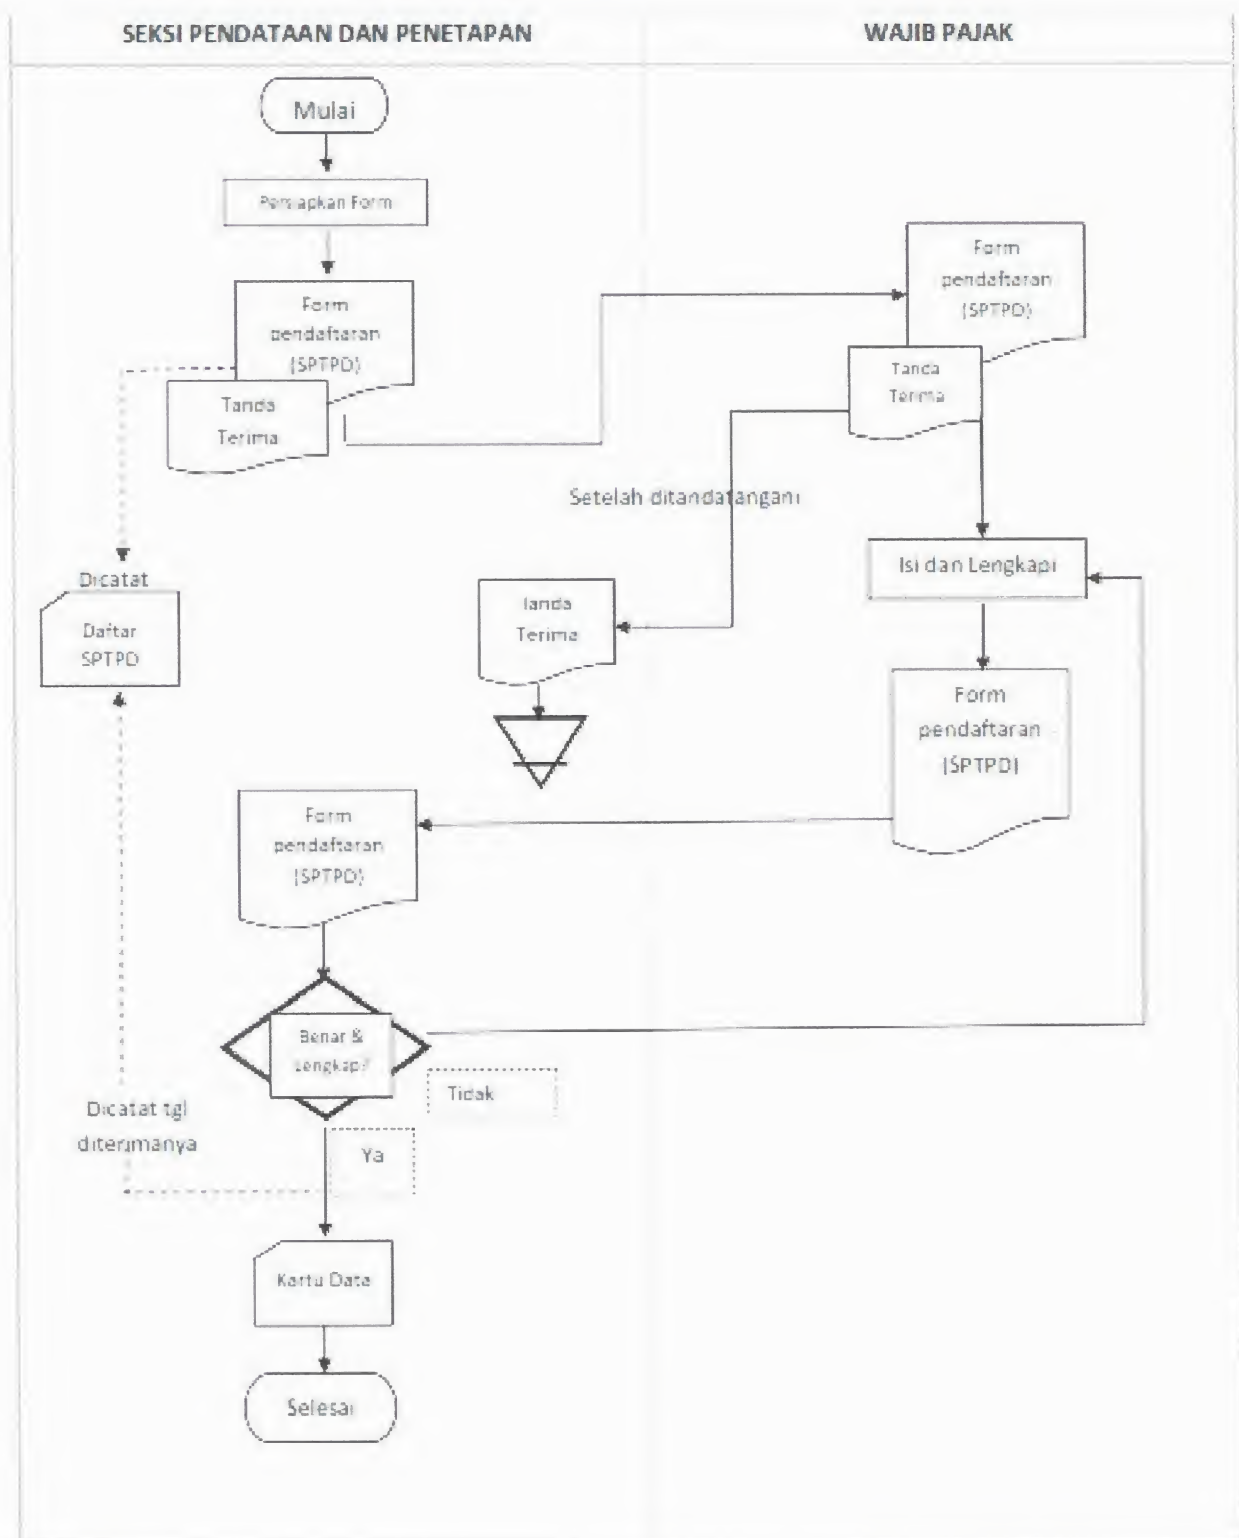 SEKSI PENDATAAN DAN PENETAPAN
WAJIB PAJAK
Mulai
Persiapkan Form
Form
pendaftaran
(SPTPD)
Tanda
Terima
Form
pendaftaran
(SPTPD)
Tanda
Terima
Setelah ditandatangani
Isi dan Lengkapi
Dicatat
Daftar
SPTPD
Tanda
Terima
Form
pendaftaran
(SPTPD)
Form
pendaftaran
(SPTPD)
Benar &
Lengkap?
Tidak
Dicatat tgl
diterimanya
Ya
Kartu Data
Selesai